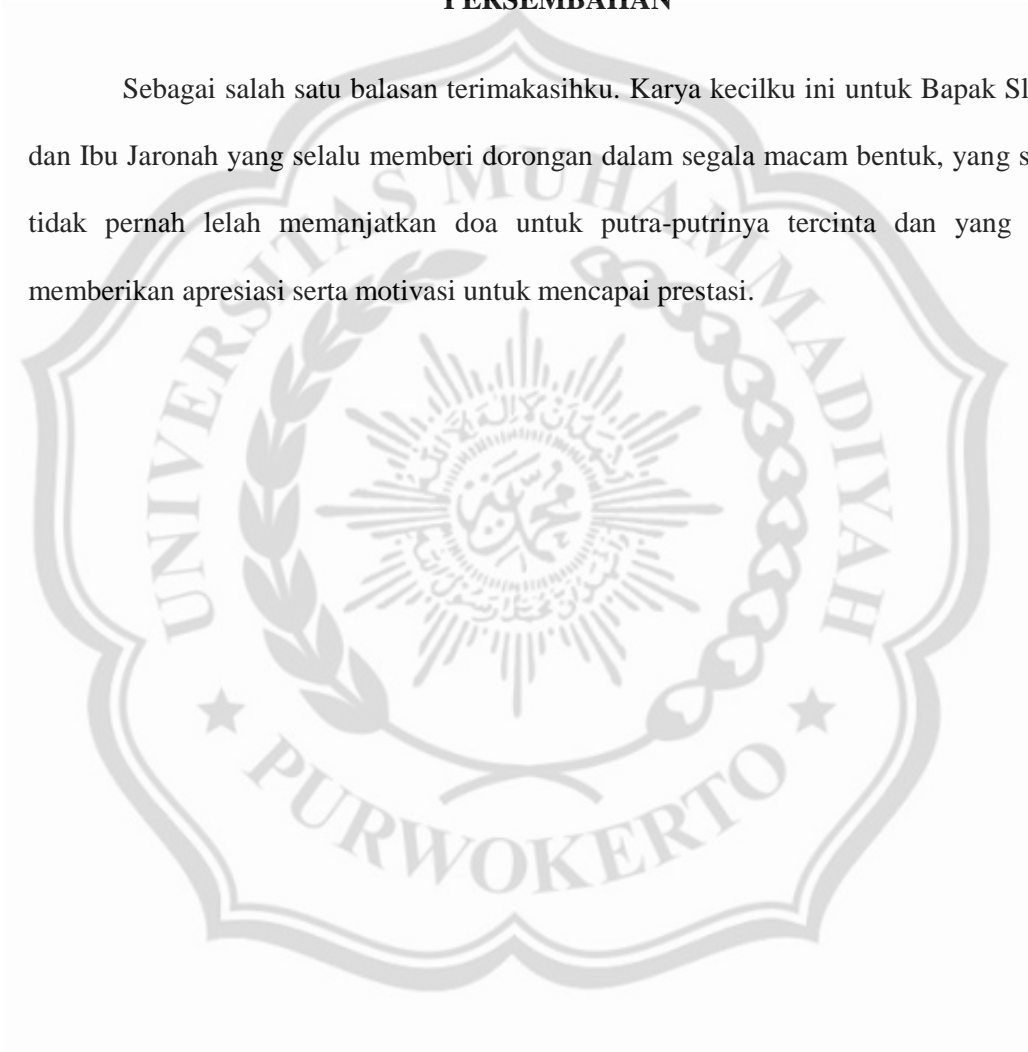 PERSEMBAHAN
Sebagai salah satu balasan terimakasihku. Karya kecilku ini untuk Bapak
dan Ibu Jaronah yang selalu memberi dorongan dalam segala macam bentuk, yang
tidak pernah lelah memanjatkan doa untuk putra-putrinya tercinta dan yang
memberikan apresiasi serta motivasi untuk mencapai prestasi.
UNIVERSITAS MUHAMMADIYAH
PURWOKERTO